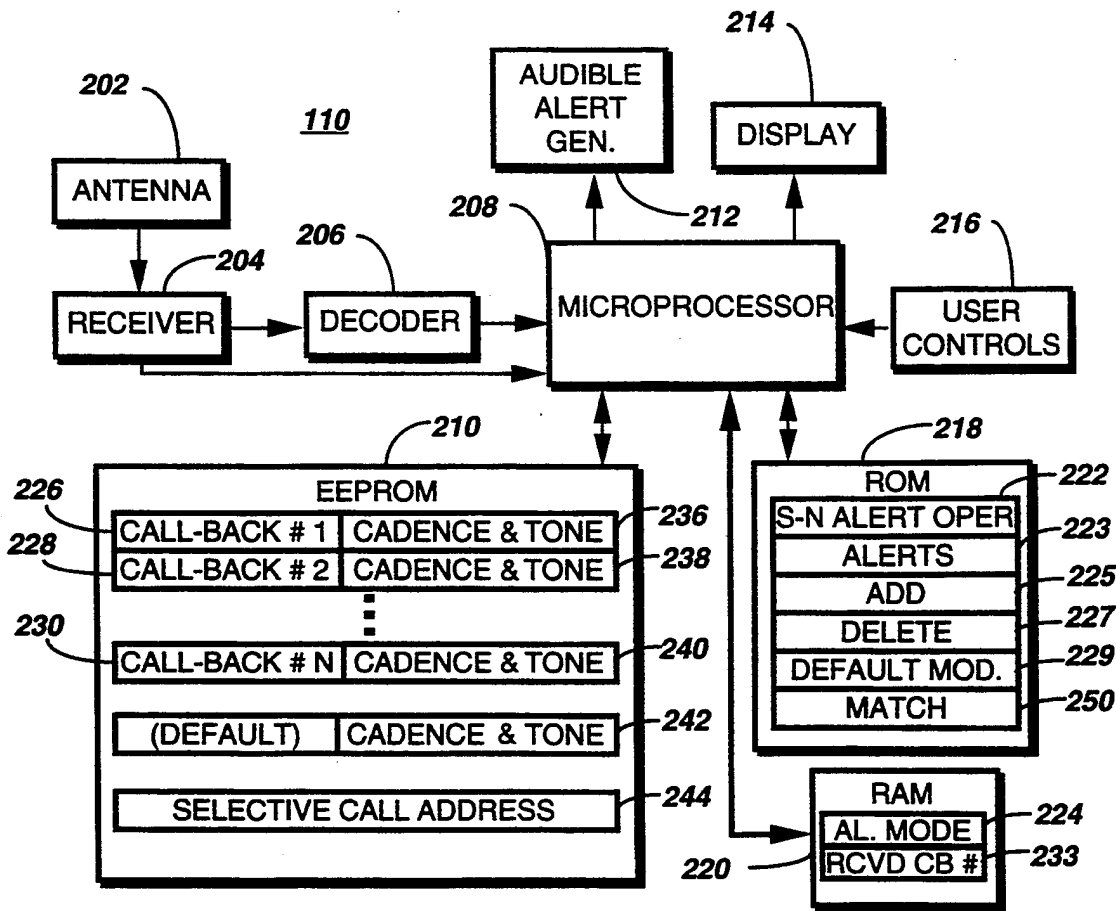 214
AUDIBLE
ALERT
GEN.
202
110
DISPLAY
ANTENNA
212
208
216
206
204
RECEIVER
DECODER
MICROPROCESSOR
USER
CONTROLS
210
218
EEPROM
ROM
222
226
CALL-BACK # 1
CADENCE & TONE
236
S-N ALERT OPER
228
CALL-BACK # 2
CADENCE & TONE
238
ALERTS
223
ADD
225
230
CALL-BACK # N
CADENCE & TONE
240
DELETE
227
DEFAULT MOD.
229
(DEFAULT)
CADENCE & TONE
242
MATCH
250
SELECTIVE CALL ADDRESS
244
RAM
AL. MODE
224
220
RCVD CB #
233